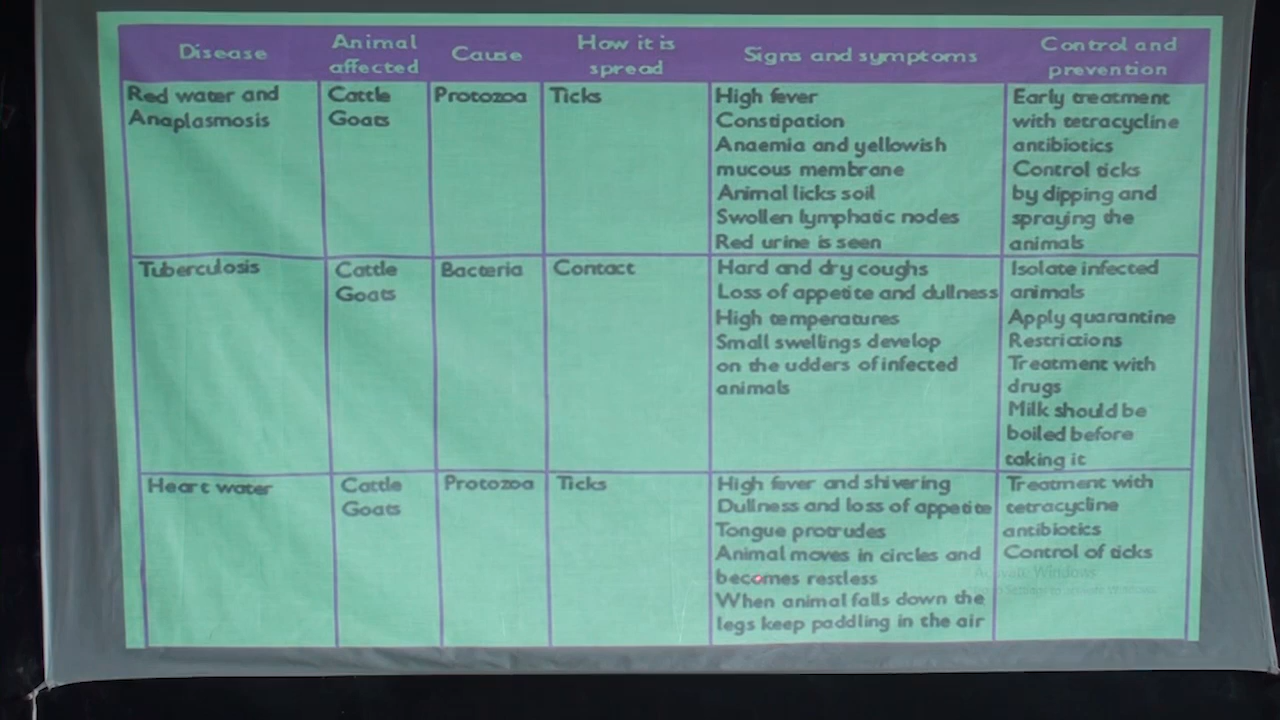 Disease
Animal
affected
Cause
How it is
spread
Signs and symptoms
Control and
prevention
Red water and
Anaplasmosis
Cattle
Goats
Protozoa
Ticks
High fever
Constipation
Anaemia and yellowish
mucous membrane
Animal licks soil
Swollen lymphatic nodes
Red urine is seen
Early treatment
with tetracycline
antibiotics
Control ticks
by dipping and
spraying the
animals
Tuberculosis
Cattle
Goats
Bacteria
Contact
Hard and dry coughs
Loss of appetite and dullness
High temperatures
Small swellings develop
on the udders of infected
animals
Isolate infected
animals
Apply quarantine
Restrictions
Treatment with
drugs
Milk should be
boiled before
taking it
Heart water
Cattle
Goats
Protozoa
Ticks
High fever and shivering
Dullness and loss of appetite
Tongue protrudes
Animal moves in circles and
becomes restless
When animal falls down the
legs keep paddling in the air
Treatment with
tetracycline
antibiotics
Control of ticks
Activate Windows
Settings to activate Windows.